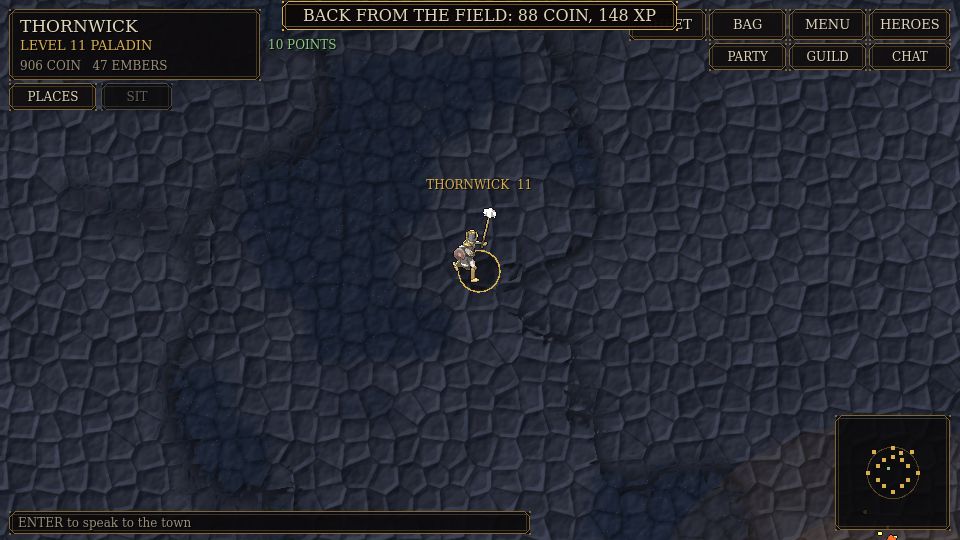 BACK FROM THE FIELD: 88 COIN, 148 XP
THORNWICK
LEVEL 11 PALADIN
906 COIN 47 EMBERS
10 POINTS
BAG
MENU
HEROES
PARTY
GUILD
CHAT
PLACES
SIT
THORNWICK 11
ENTER to speak to the town